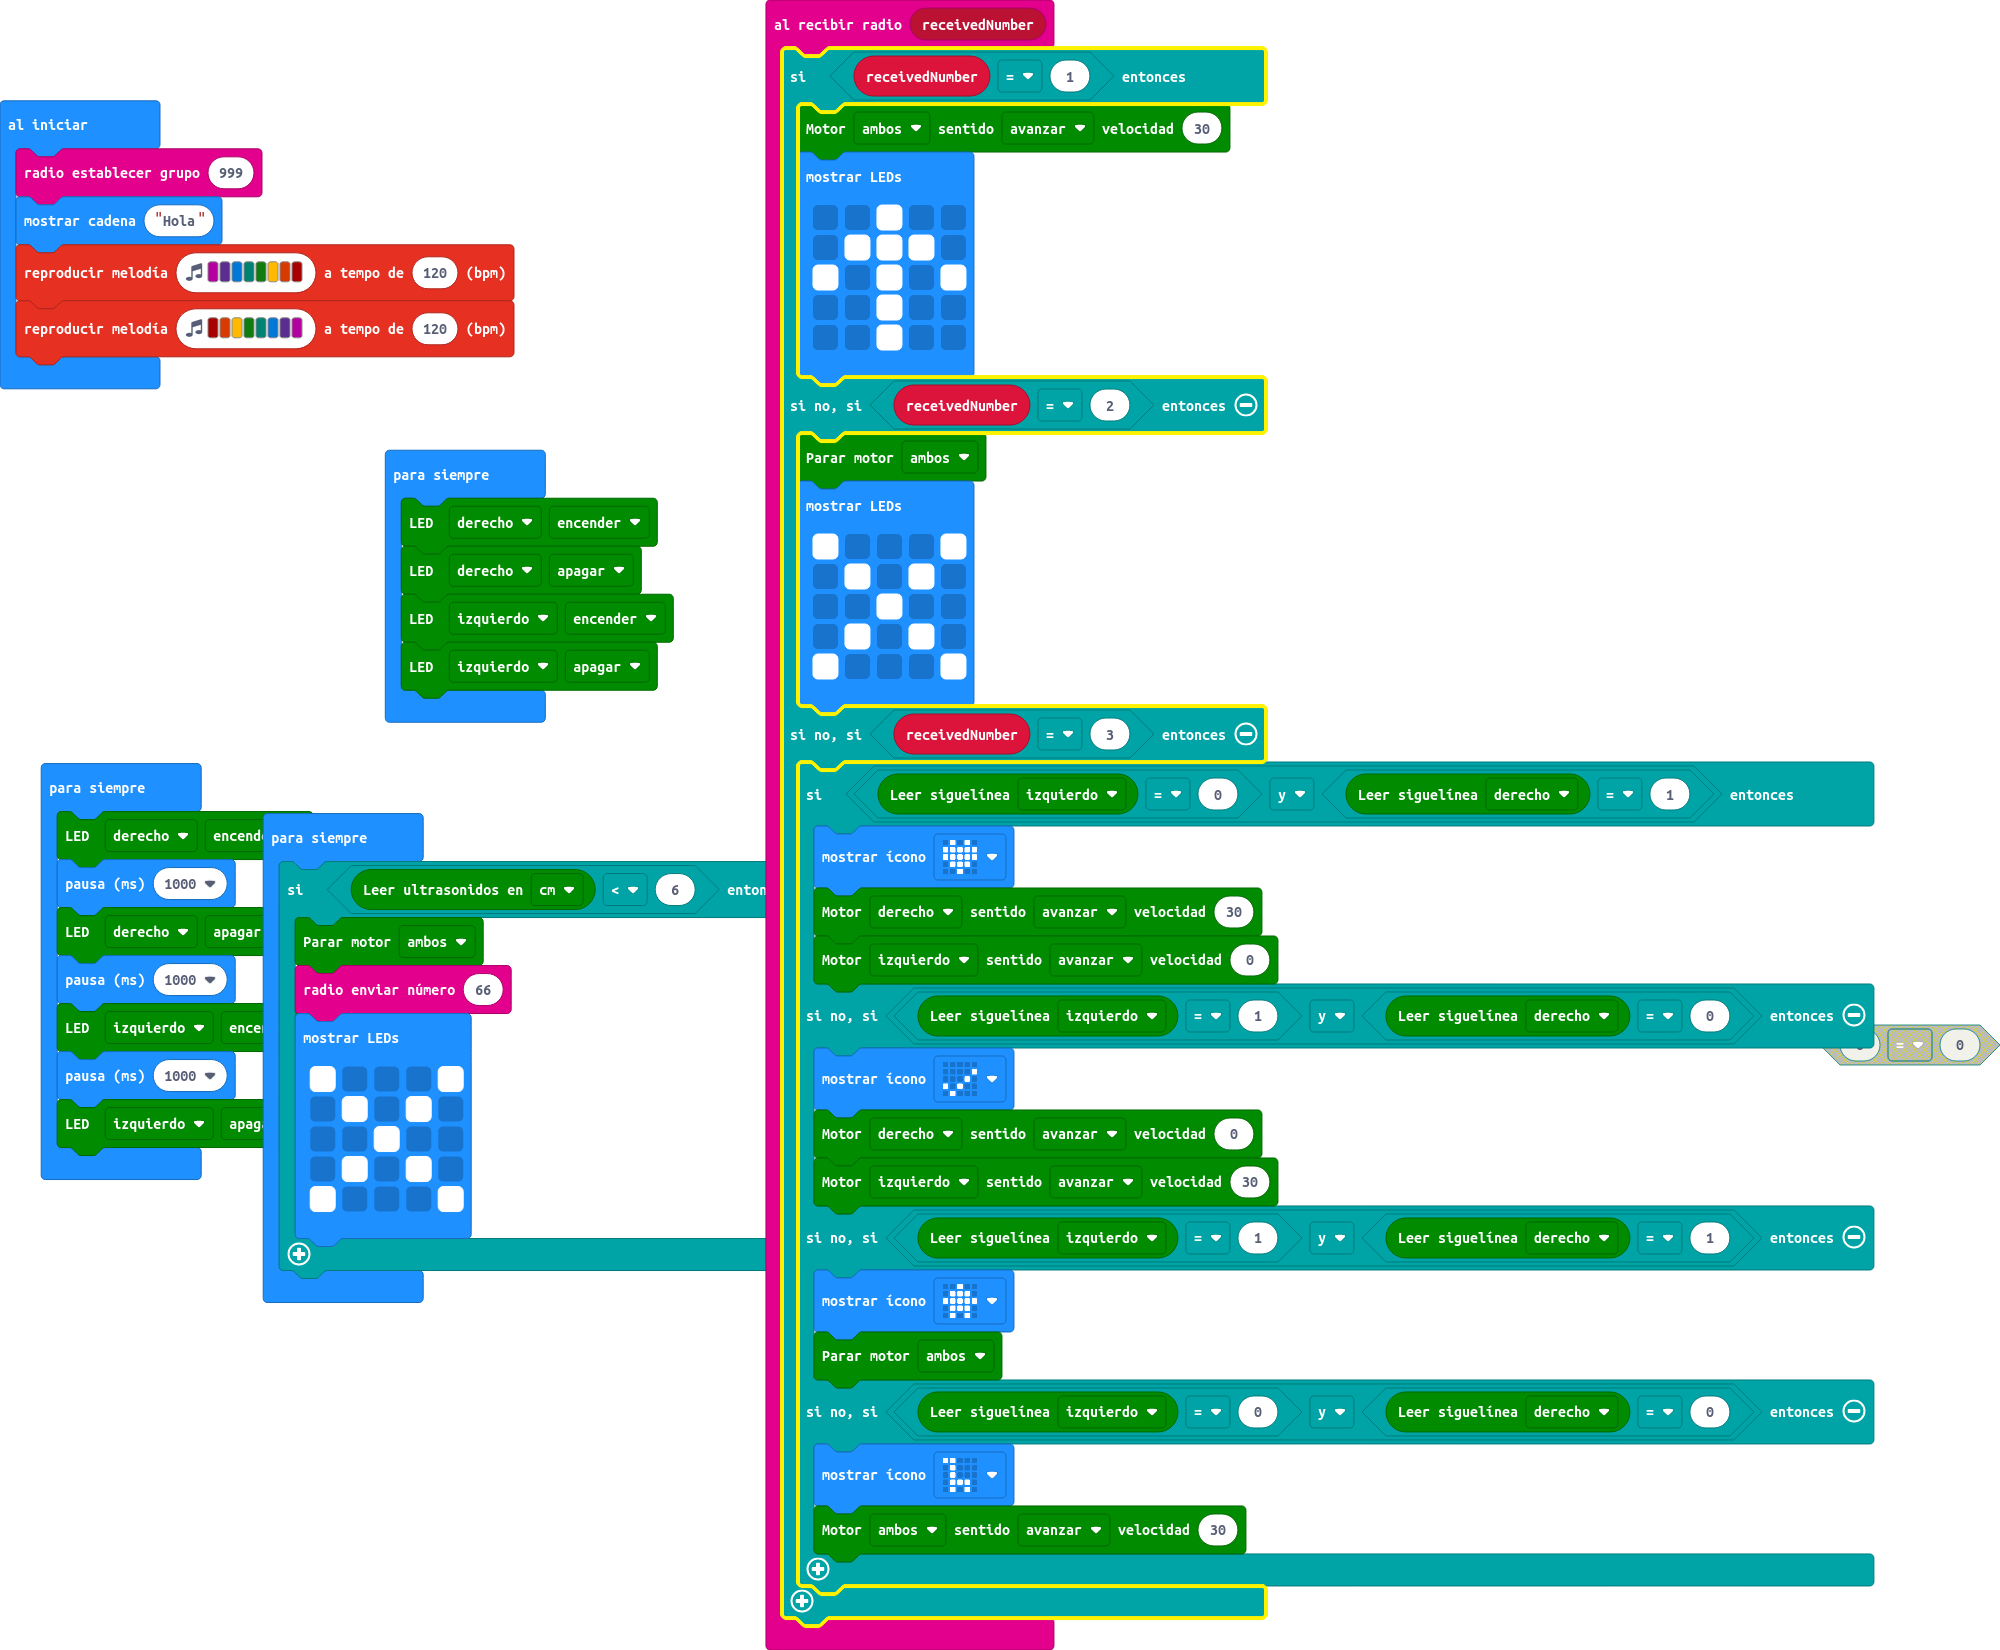 al iniciar
radio establecer grupo 999
mostrar cadena "Hola"
reproducir melodía a tempo de 120 (bpm)
reproducir melodía a tempo de 120 (bpm)
para siempre
LED derecho encender
LED derecho apagar
LED izquierdo encender
LED izquierdo apagar
para siempre
LED derecho
pausa (ms) 1000
LED derecho apagar
pausa (ms) 1000
LED izquierdo
pausa (ms) 1000
LED izquierdo
para siempre
si Leer ultrasonidos en cm < 6
Parar motor ambos
radio enviar número 66
mostrar LEDs
al recibir radio receivedNumber
si receivedNumber = 1 entonces
Motor ambos sentido avanzar velocidad 30
mostrar LEDs
si no, si receivedNumber = 2 entonces
Parar motor ambos
mostrar LEDs
si no, si receivedNumber = 3 entonces
si Leer siguelínea izquierdo = 0 y Leer siguelínea derecho = 1 entonces
mostrar ícono
Motor derecho sentido avanzar velocidad 30
Motor izquierdo sentido avanzar velocidad 0
si no, si Leer siguelínea izquierdo = 1 y Leer siguelínea derecho = 0 entonces
= 0
mostrar ícono
Motor derecho sentido avanzar velocidad 0
Motor izquierdo sentido avanzar velocidad 30
si no, si Leer siguelínea izquierdo = 1 y Leer siguelínea derecho = 1 entonces
mostrar ícono
Parar motor ambos
si no, si Leer siguelínea izquierdo = 0 y Leer siguelínea derecho = 0 entonces
mostrar ícono
Motor ambos sentido avanzar velocidad 30